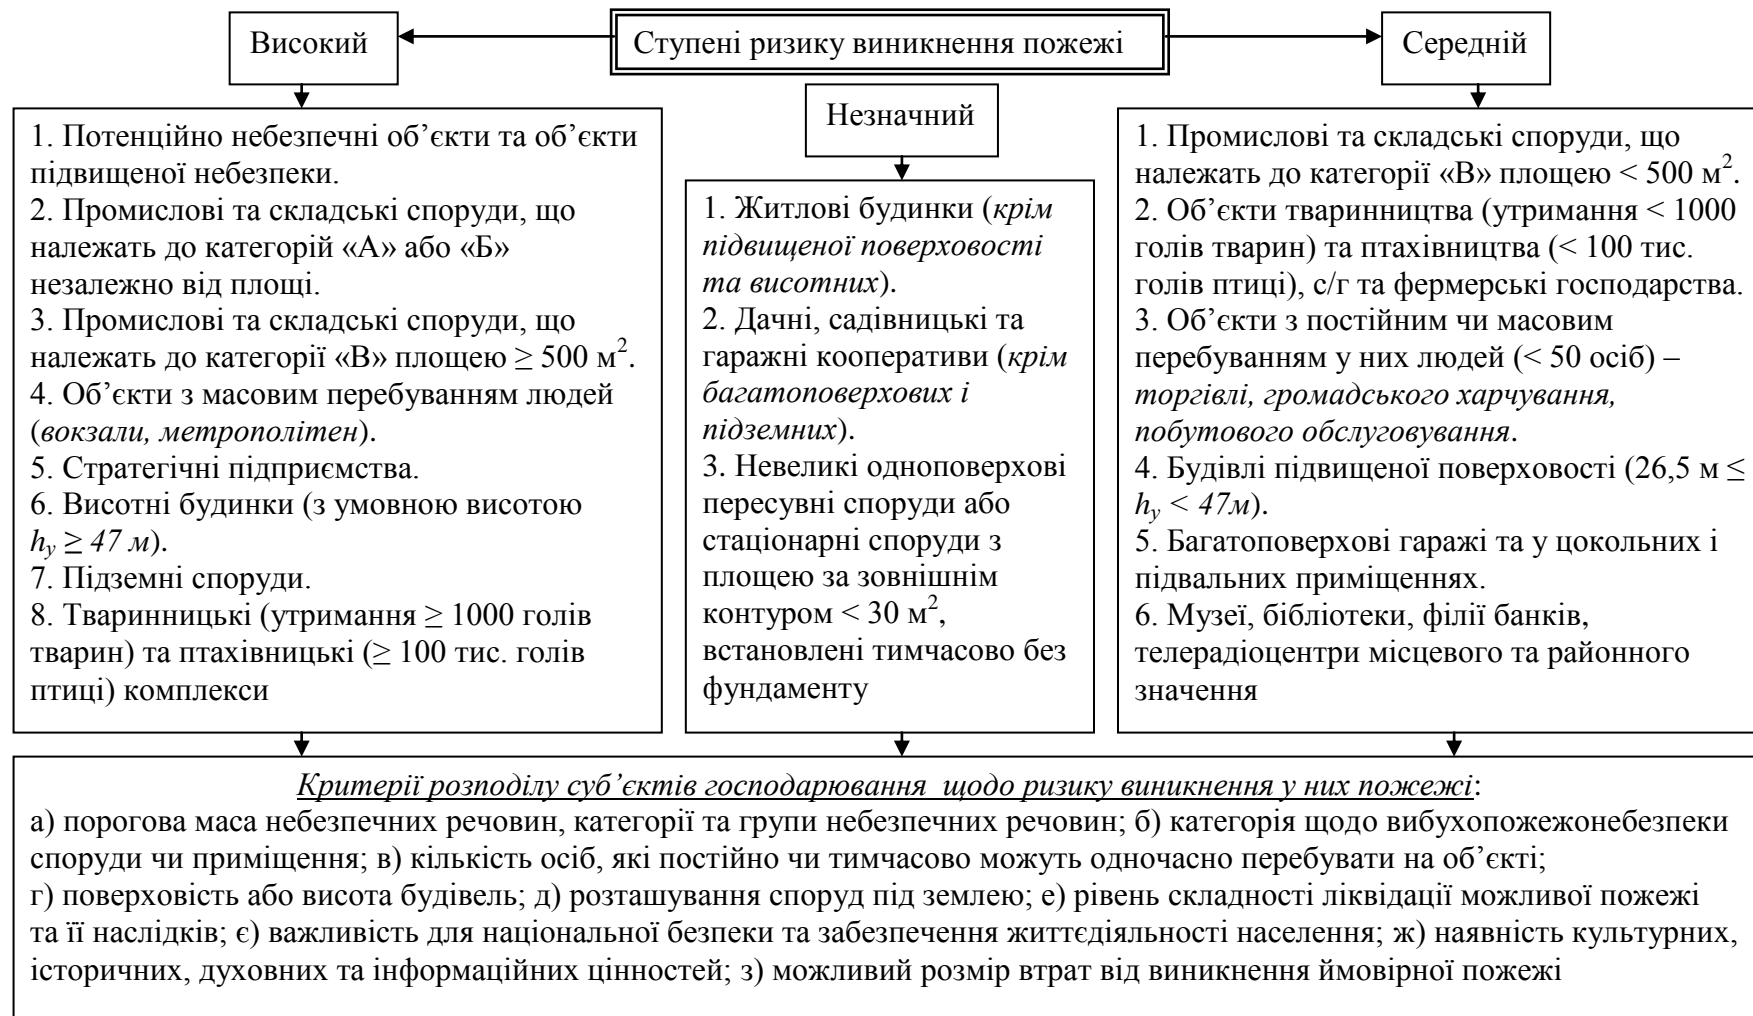 Ступені ризику виникнення пожежі
Високий
1. Потенційно небезпечні об’єкти та об’єкти
підвищеної небезпеки.
2. Промислові та складські споруди, що
належать до категорій «А» або «Б»
незалежно від площі.
3. Промислові та складські споруди, що
належать до категорії «В» площею ≥ 500 м².
4. Об’єкти з масовим перебуванням людей
(вокзали, метрополітен).
5. Стратегічні підприємства.
6. Висотні будинки (з умовною висотою
hу ≥ 47 м).
7. Підземні споруди.
8. Тваринницькі (утримання ≥ 1000 голів
тварин) та птахівницькі (≥ 100 тис. голів
птиці) комплекси
Незначний
1. Житлові будинки (крім
підвищеної поверховості
та висотних).
2. Дачні, садівницькі та
гаражні кооперативи (крім
багатоповерхових і
підземних).
3. Невеликі одноповерхові
пересувні споруди або
стаціонарні споруди з
площею за зовнішнім
контуром < 30 м²,
встановлені тимчасово без
фундаменту
Середній
1. Промислові та складські споруди, що
належать до категорії «В» площею < 500 м².
2. Об’єкти тваринництва (утримання < 1000
голів тварин) та птахівництва (< 100 тис.
голів птиці), с/г та фермерські господарства.
3. Об’єкти з постійним чи масовим
перебуванням у них людей (< 50 осіб) –
торгівлі, громадського харчування,
побутового обслуговування.
4. Будівлі підвищеної поверховості (26,5 м ≤
hу < 47м).
5. Багатоповерхові гаражі та у цокольних і
підвальних приміщеннях.
6. Музеї, бібліотеки, філії банків,
телерадіоцентри місцевого та районного
значення
Критерії розподілу суб’єктів господарювання щодо ризику виникнення у них пожежі:
а) порогова маса небезпечних речовин, категорії та групи небезпечних речовин; б) категорія щодо вибухопожежонебезпеки
споруди чи приміщення; в) кількість осіб, які постійно чи тимчасово можуть одночасно перебувати на об’єкті;
г) поверховість або висота будівель; д) розташування споруд під землею; е) рівень складності ліквідації можливої пожежі
та її наслідків; є) важливість для національної безпеки та забезпечення життєдіяльності населення; ж) наявність культурних,
історичних, духовних та інформаційних цінностей; з) можливий розмір втрат від виникнення ймовірної пожежі